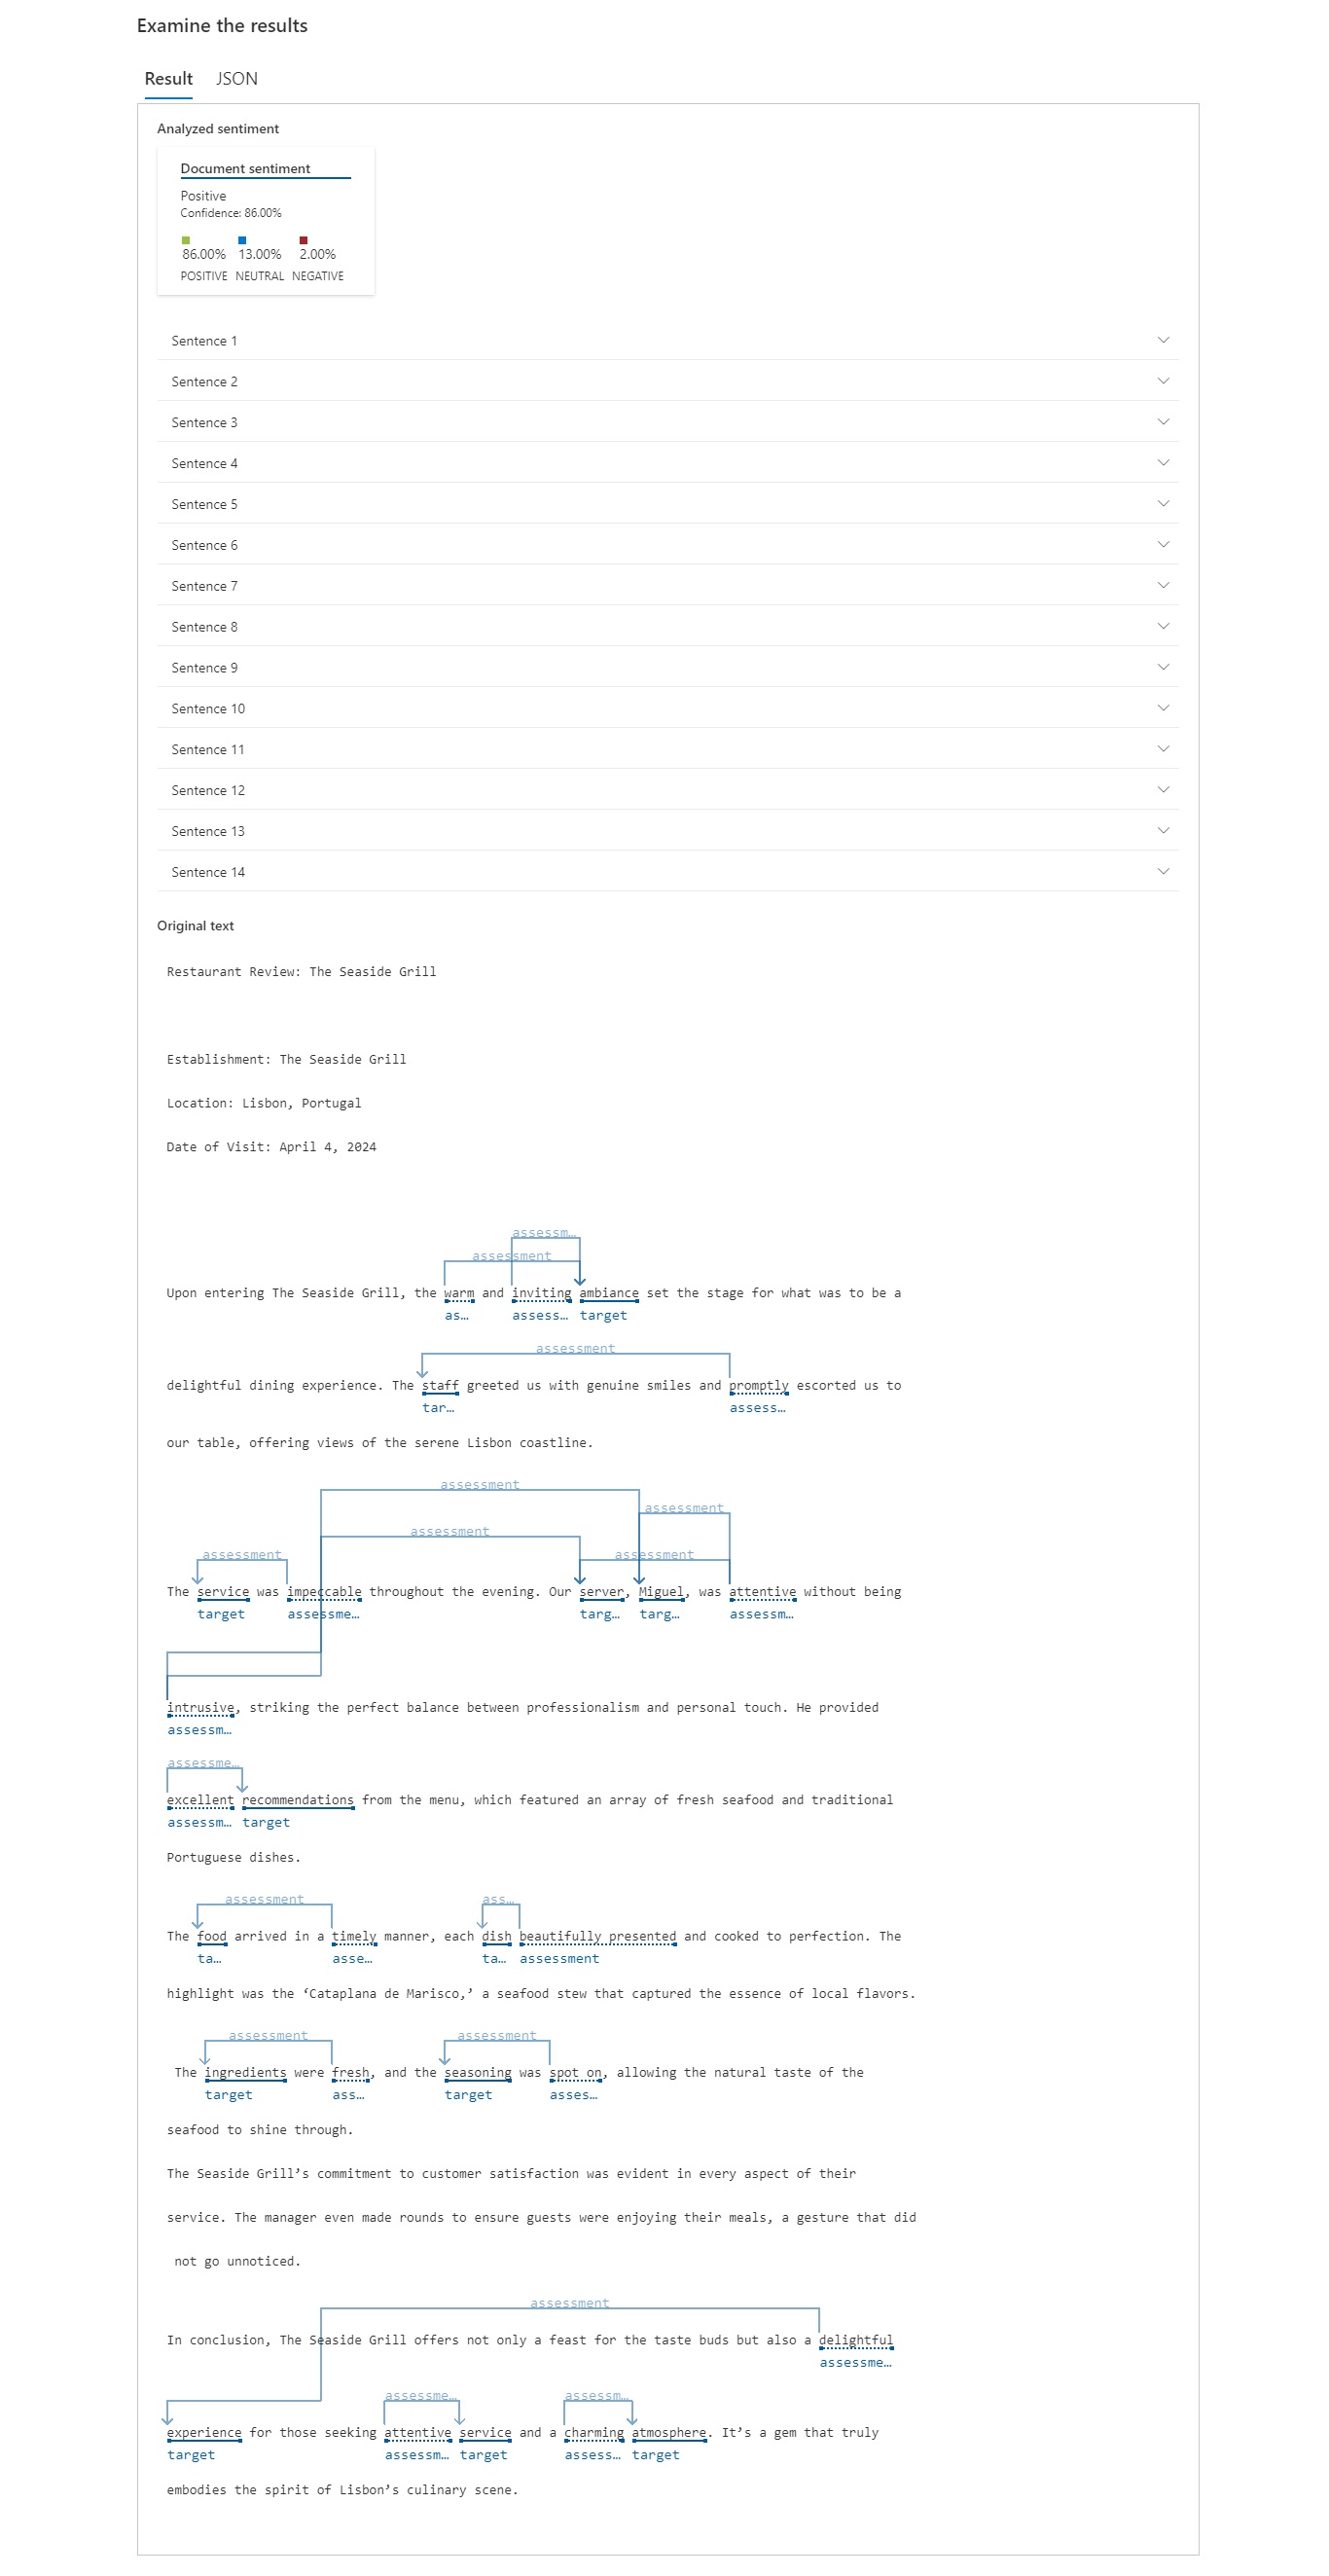 Examine the results
Result JSON
Analyzed sentiment
Document sentiment
Positive
Confidence: 86.00%
86.00% 13.00% 2.00%
POSITIVE NEUTRAL NEGATIVE
Sentence 1
Sentence 2
Sentence 3
Sentence 4
Sentence 5
Sentence 6
Sentence 7
Sentence 8
Sentence 9
Sentence 10
Sentence 11
Sentence 12
Sentence 13
Sentence 14
Original text
Restaurant Review: The Seaside Grill
Establishment: The Seaside Grill
Location: Lisbon, Portugal
Date of Visit: April 4, 2024
assessm…
assessment
Upon entering The Seaside Grill, the warm and inviting ambiance set the stage for what was to be a
as… assess… target
assessment
delightful dining experience. The staff greeted us with genuine smiles and promptly escorted us to
tar… assess…
our table, offering views of the serene Lisbon coastline.
assessment
assessment
assessment
assessment assessment
The service was impeccable throughout the evening. Our server, Miguel, was attentive without being
target assessme… targ… targ… assessm…
intrusive, striking the perfect balance between professionalism and personal touch. He provided
assessm…
assessme…
excellent recommendations from the menu, which featured an array of fresh seafood and traditional
assessm… target
Portuguese dishes.
assessment ass…
The food arrived in a timely manner, each dish beautifully presented and cooked to perfection. The
ta… asse… ta… assessment
highlight was the ‘Cataplana de Marisco,’ a seafood stew that captured the essence of local flavors.
assessment assessment
The ingredients were fresh, and the seasoning was spot on, allowing the natural taste of the
target ass… target asses…
seafood to shine through.
The Seaside Grill’s commitment to customer satisfaction was evident in every aspect of their
service. The manager even made rounds to ensure guests were enjoying their meals, a gesture that did
not go unnoticed.
assessment
In conclusion, The Seaside Grill offers not only a feast for the taste buds but also a delightful
assessme…
assessme… assessm…
experience for those seeking attentive service and a charming atmosphere. It’s a gem that truly
target assessm… target assess… target
embodies the spirit of Lisbon’s culinary scene.